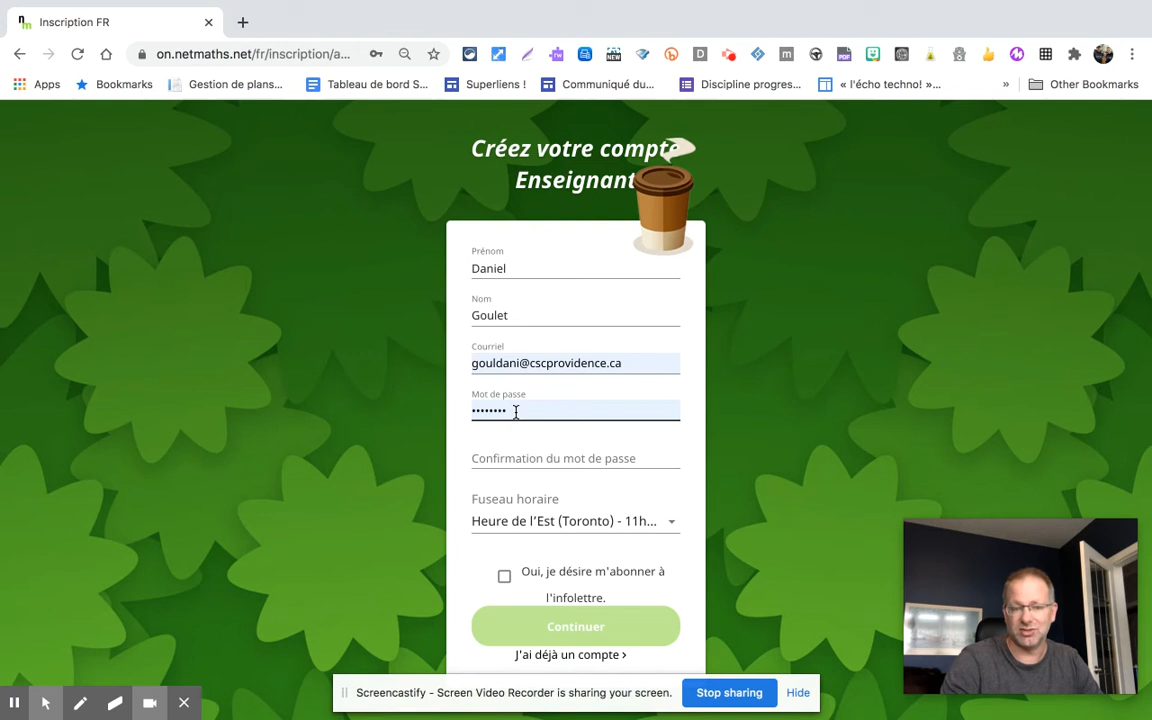 Inscription FR
on.netmaths.net/fr/inscription/a...
Apps
Bookmarks
Gestion de plans...
Tableau de bord S...
Superliens !
Communiqué du...
Discipline progres...
« l'écho techno! »...
»
Other Bookmarks
Créez votre compte
Enseignant
Prénom
Daniel
Nom
Goulet
Courriel
gouldani@cscprovidence.ca
Mot de passe
••••••••
Confirmation du mot de passe
Fuseau horaire
Heure de l'Est (Toronto) - 11h...
Oui, je désire m'abonner à
l'infolettre.
Continuer
J'ai déjà un compte ›
Screencastify - Screen Video Recorder is sharing your screen.
Stop sharing
Hide